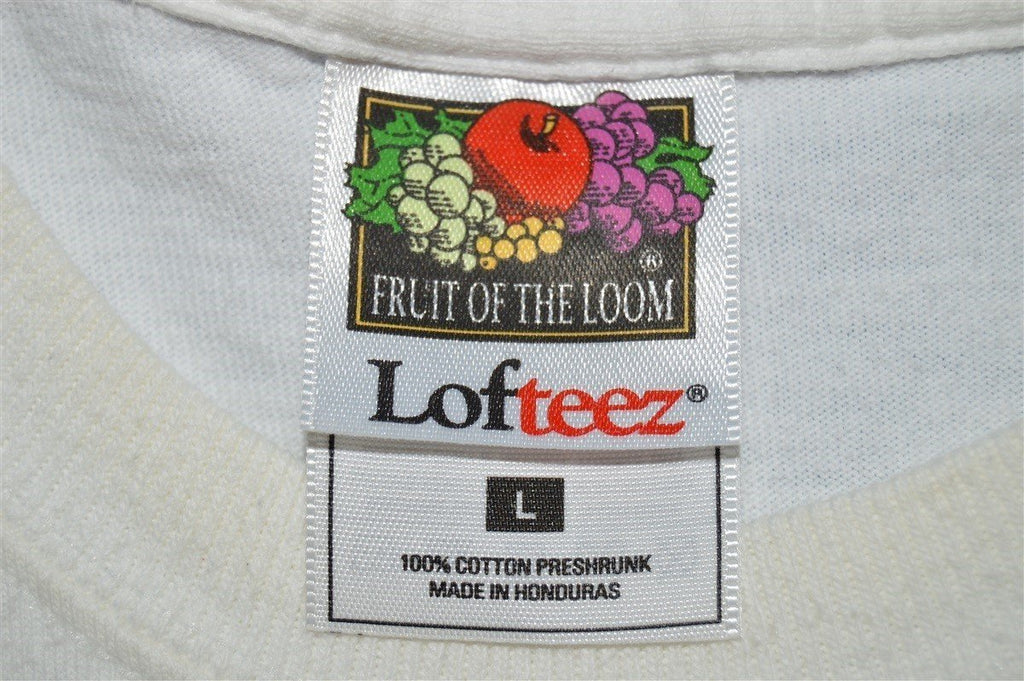 ®
FRUIT OF THE LOOM
Lofteez®
L
100% COTTON PRESHRUNK
MADE IN HONDURAS